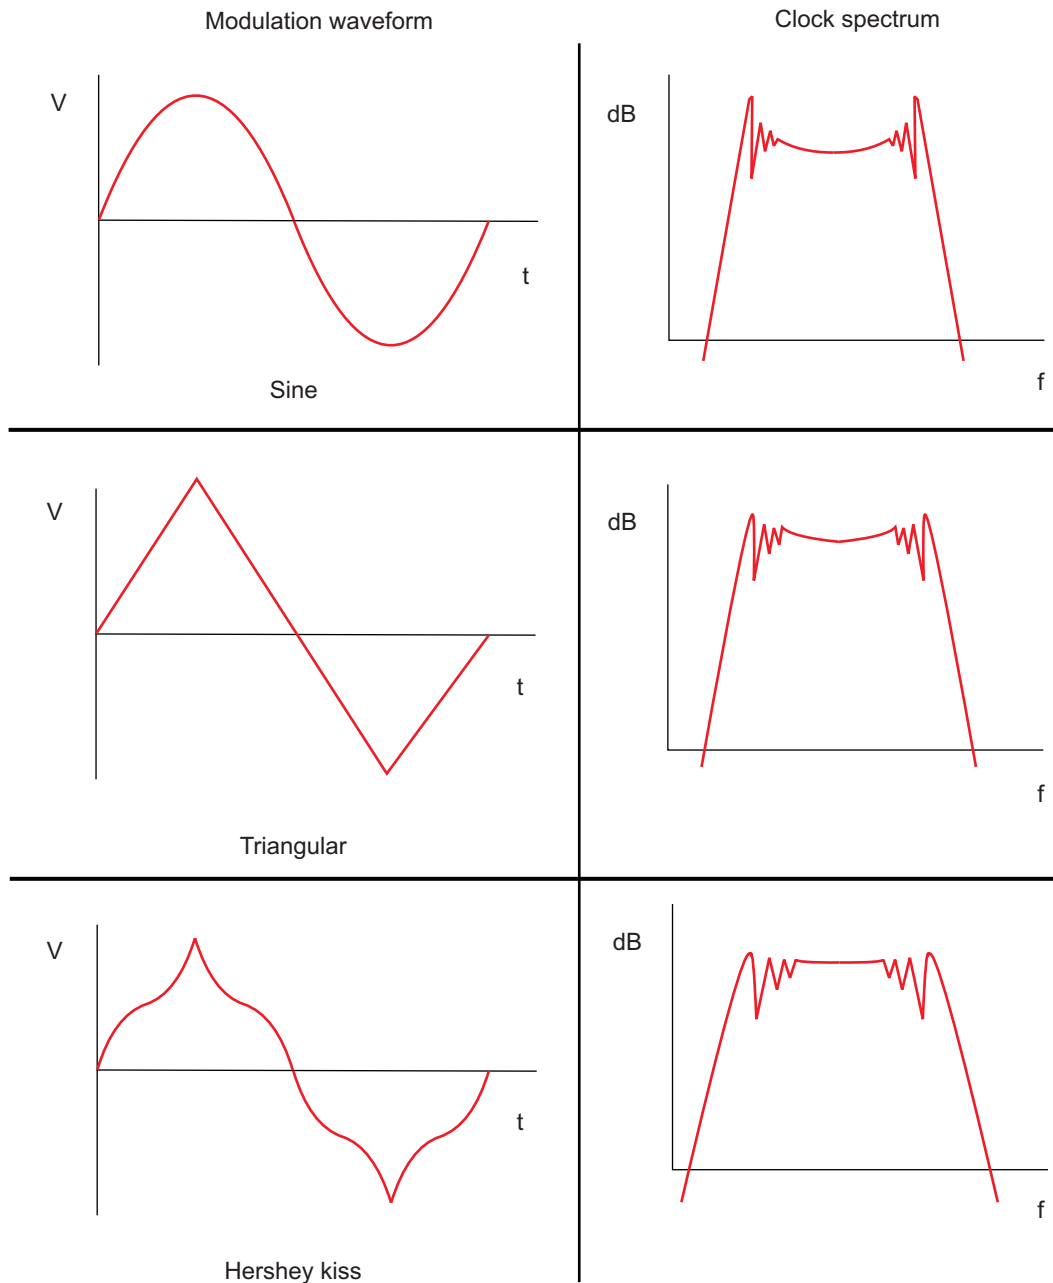 Modulation waveform
Clock spectrum
V
t
Sine
dB
f
V
t
Triangular
dB
f
V
t
Hershey kiss
dB
f